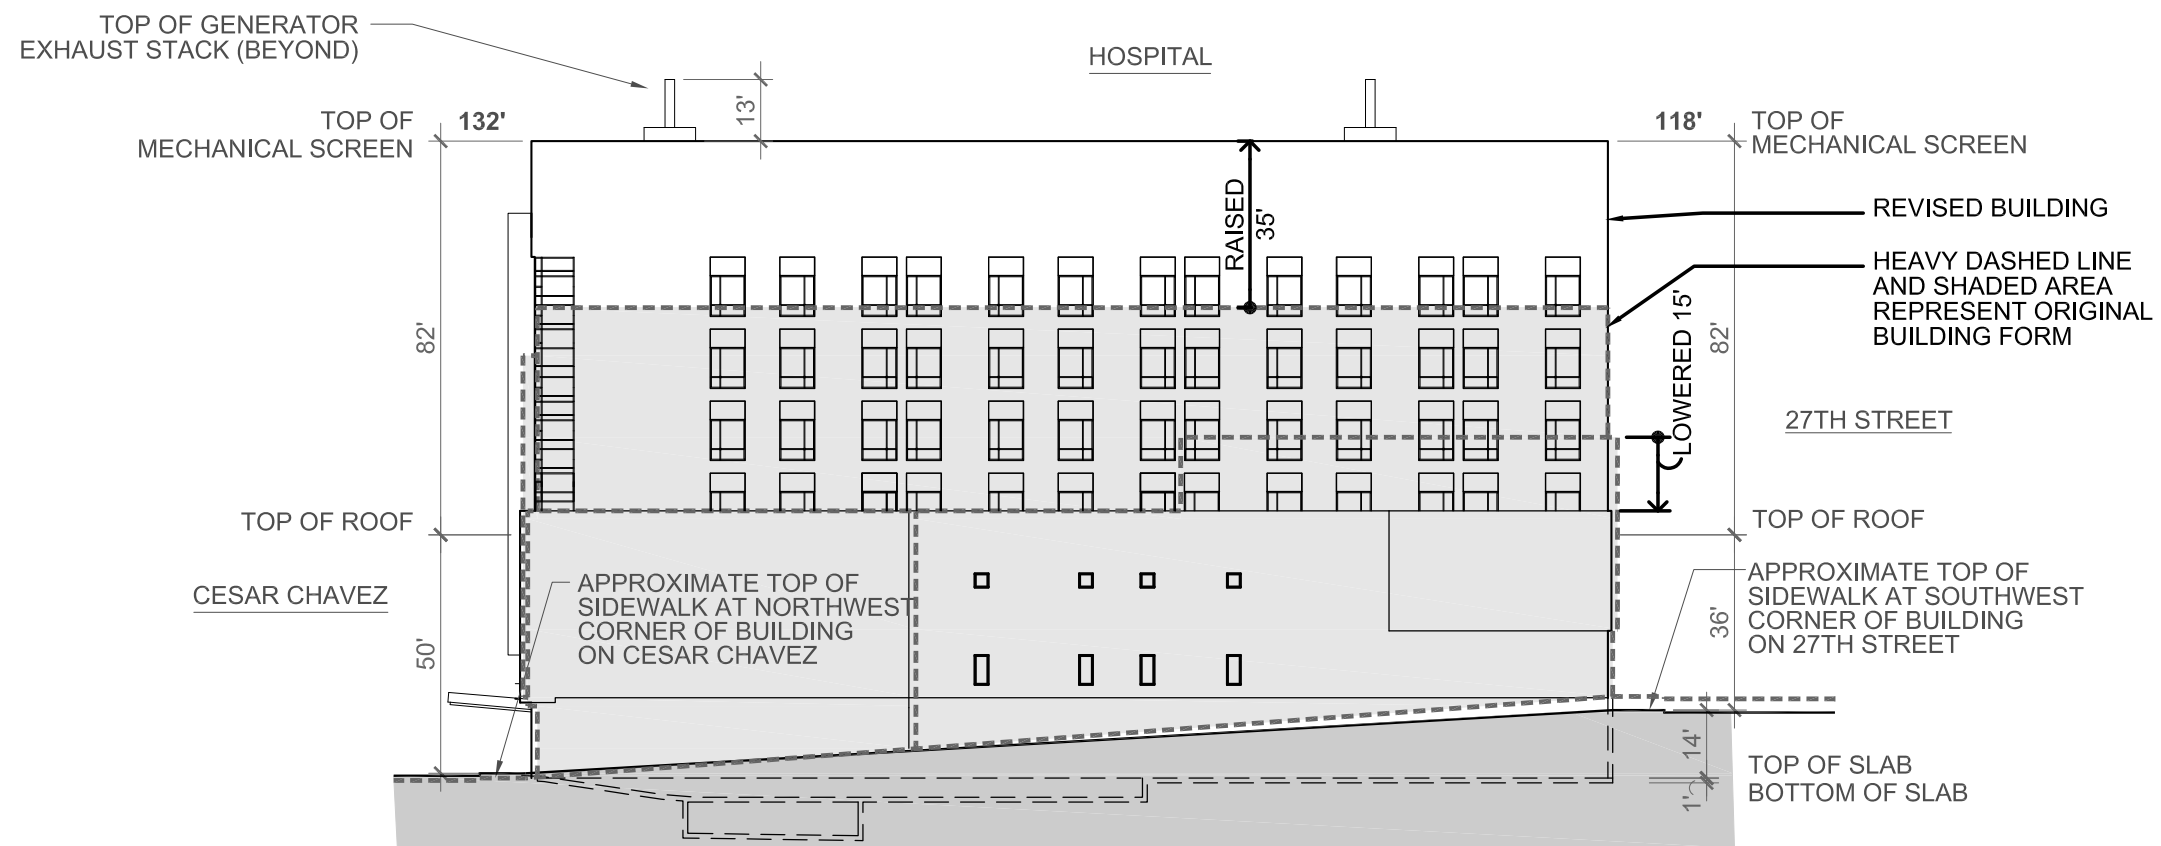 TOP OF GENERATOR
EXHAUST STACK (BEYOND)
HOSPITAL
13'
TOP OF
MECHANICAL SCREEN
132'
118'
TOP OF
MECHANICAL SCREEN
RAISED
35'
REVISED BUILDING
HEAVY DASHED LINE
AND SHADED AREA
REPRESENT ORIGINAL
BUILDING FORM
82'
82'
LOWERED 15'
27TH STREET
TOP OF ROOF
TOP OF ROOF
CESAR CHAVEZ
50'
APPROXIMATE TOP OF
SIDEWALK AT NORTHWEST
CORNER OF BUILDING
ON CESAR CHAVEZ
36'
APPROXIMATE TOP OF
SIDEWALK AT SOUTHWEST
CORNER OF BUILDING
ON 27TH STREET
14'
1'
TOP OF SLAB
BOTTOM OF SLAB